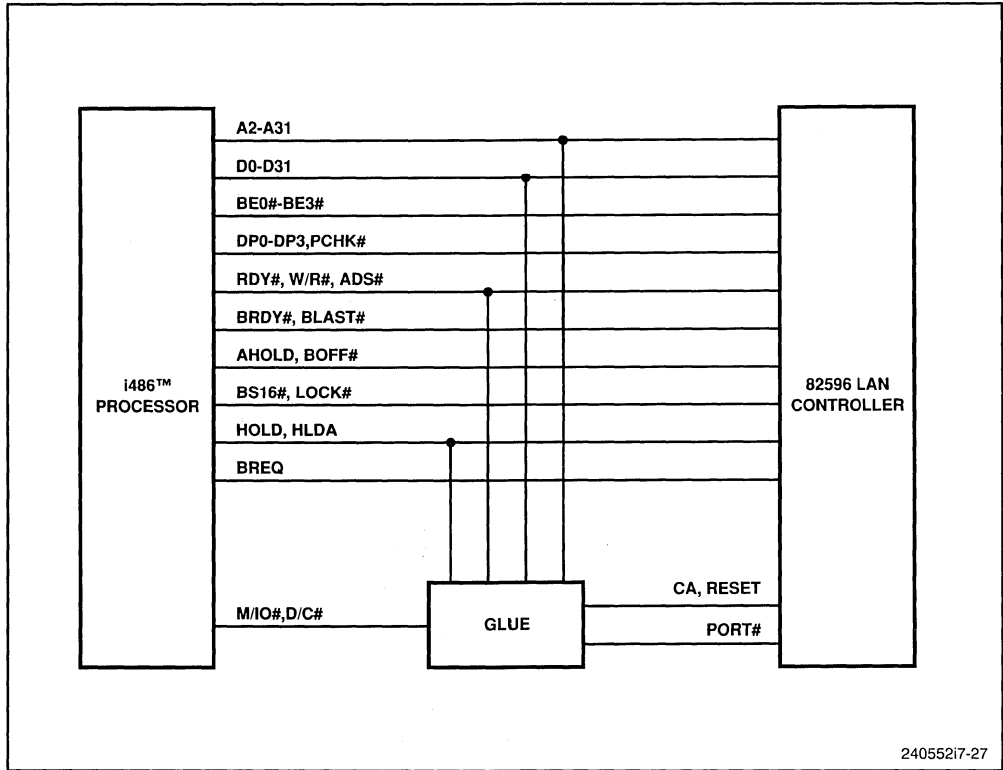 A2-A31
D0-D31
BE0#-BE3#
DP0-DP3,PCHK#
RDY#, W/R#, ADS#
BRDY#, BLAST#
AHOLD, BOFF#
i486™
PROCESSOR
BS16#, LOCK#
82596 LAN
CONTROLLER
HOLD, HLDA
BREQ
M/IO#,D/C#
GLUE
CA, RESET
PORT#
240552i7-27